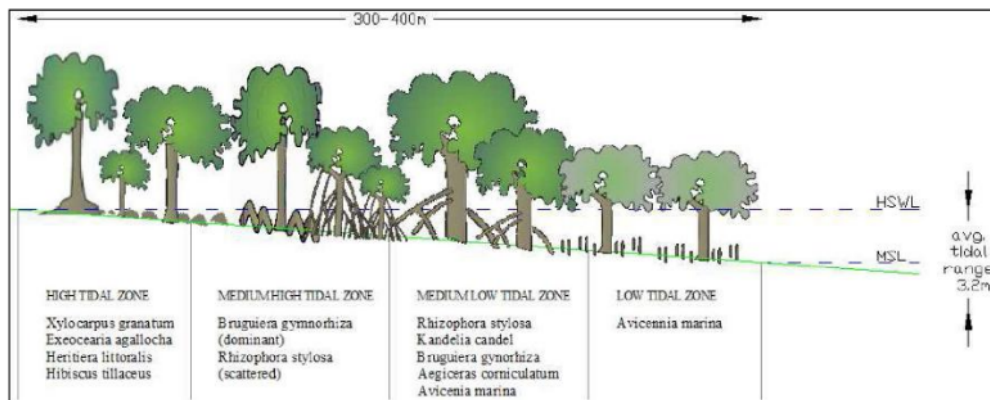 300-400m
HSWL
MSL
avg.
tidal
range
3.2m
HIGH TIDAL ZONE
Xylocarpus granatum
Exeocearia agallocha
Heritiera littoralis
Hibiscus tillaceus
MEDIUM HIGH TIDAL ZONE
Bruguiera gymnorhiza
(dominant)
Rhizophora stylosa
(scattered)
MEDIUM LOW TIDAL ZONE
Rhizophora stylosa
Kandelia candel
Bruguiera gynorhiza
Aegiceras corniculatum
Avicenia marina
LOW TIDAL ZONE
Avicennia marina